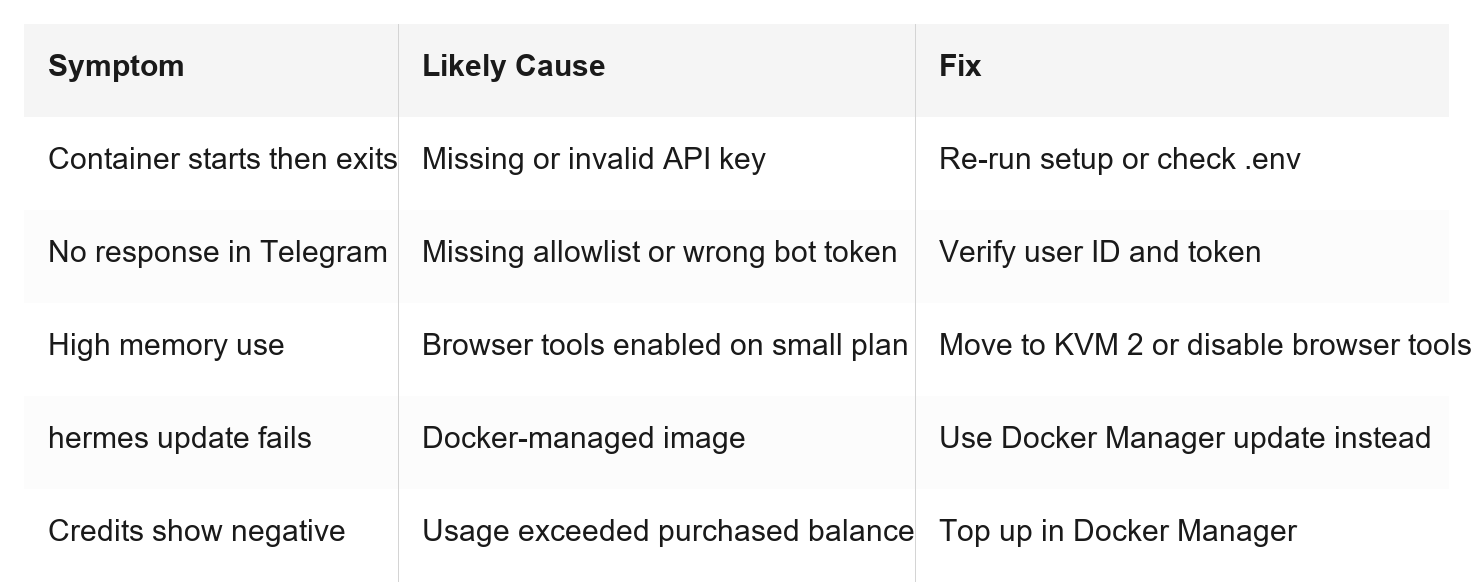 Symptom Likely Cause Fix
Container starts then exits Missing or invalid API key Re-run setup or check .env
No response in Telegram Missing allowlist or wrong bot token Verify user ID and token
High memory use Browser tools enabled on small plan Move to KVM 2 or disable browser tools
hermes update fails Docker-managed image Use Docker Manager update instead
Credits show negative Usage exceeded purchased balance Top up in Docker Manager